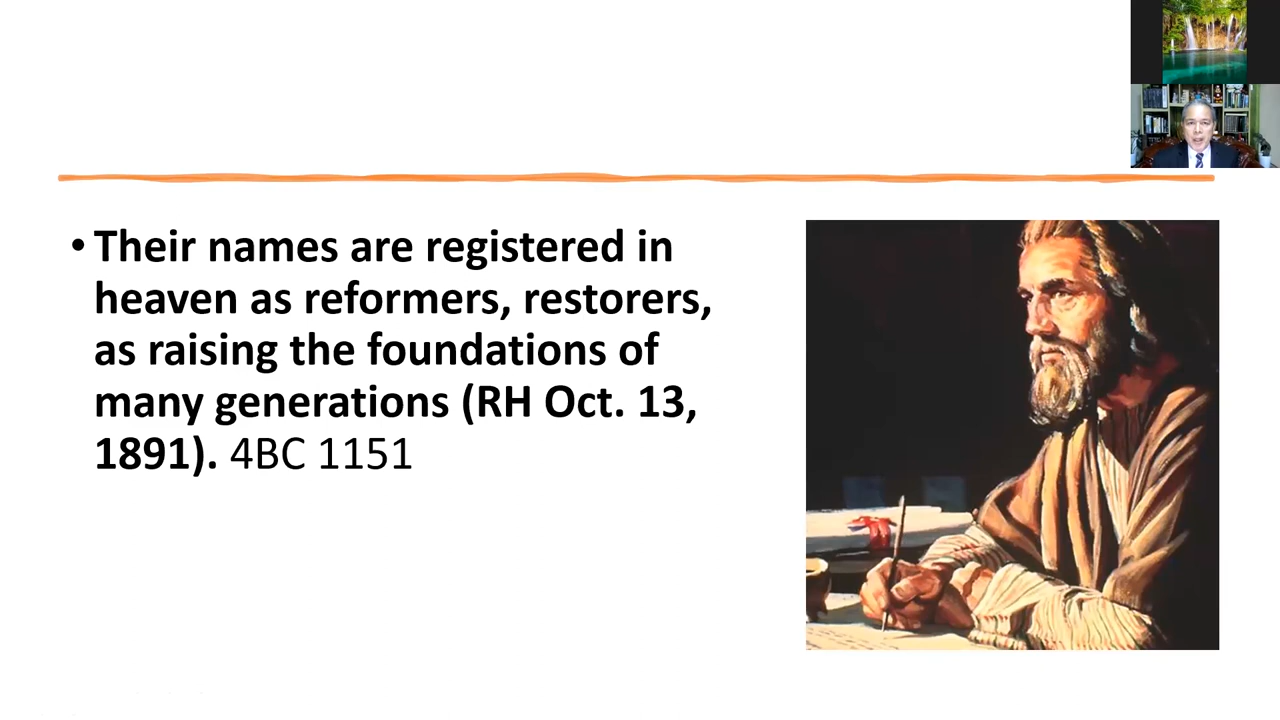 • Their names are registered in
heaven as reformers, restorers,
as raising the foundations of
many generations (RH Oct. 13,
1891). 4BC 1151